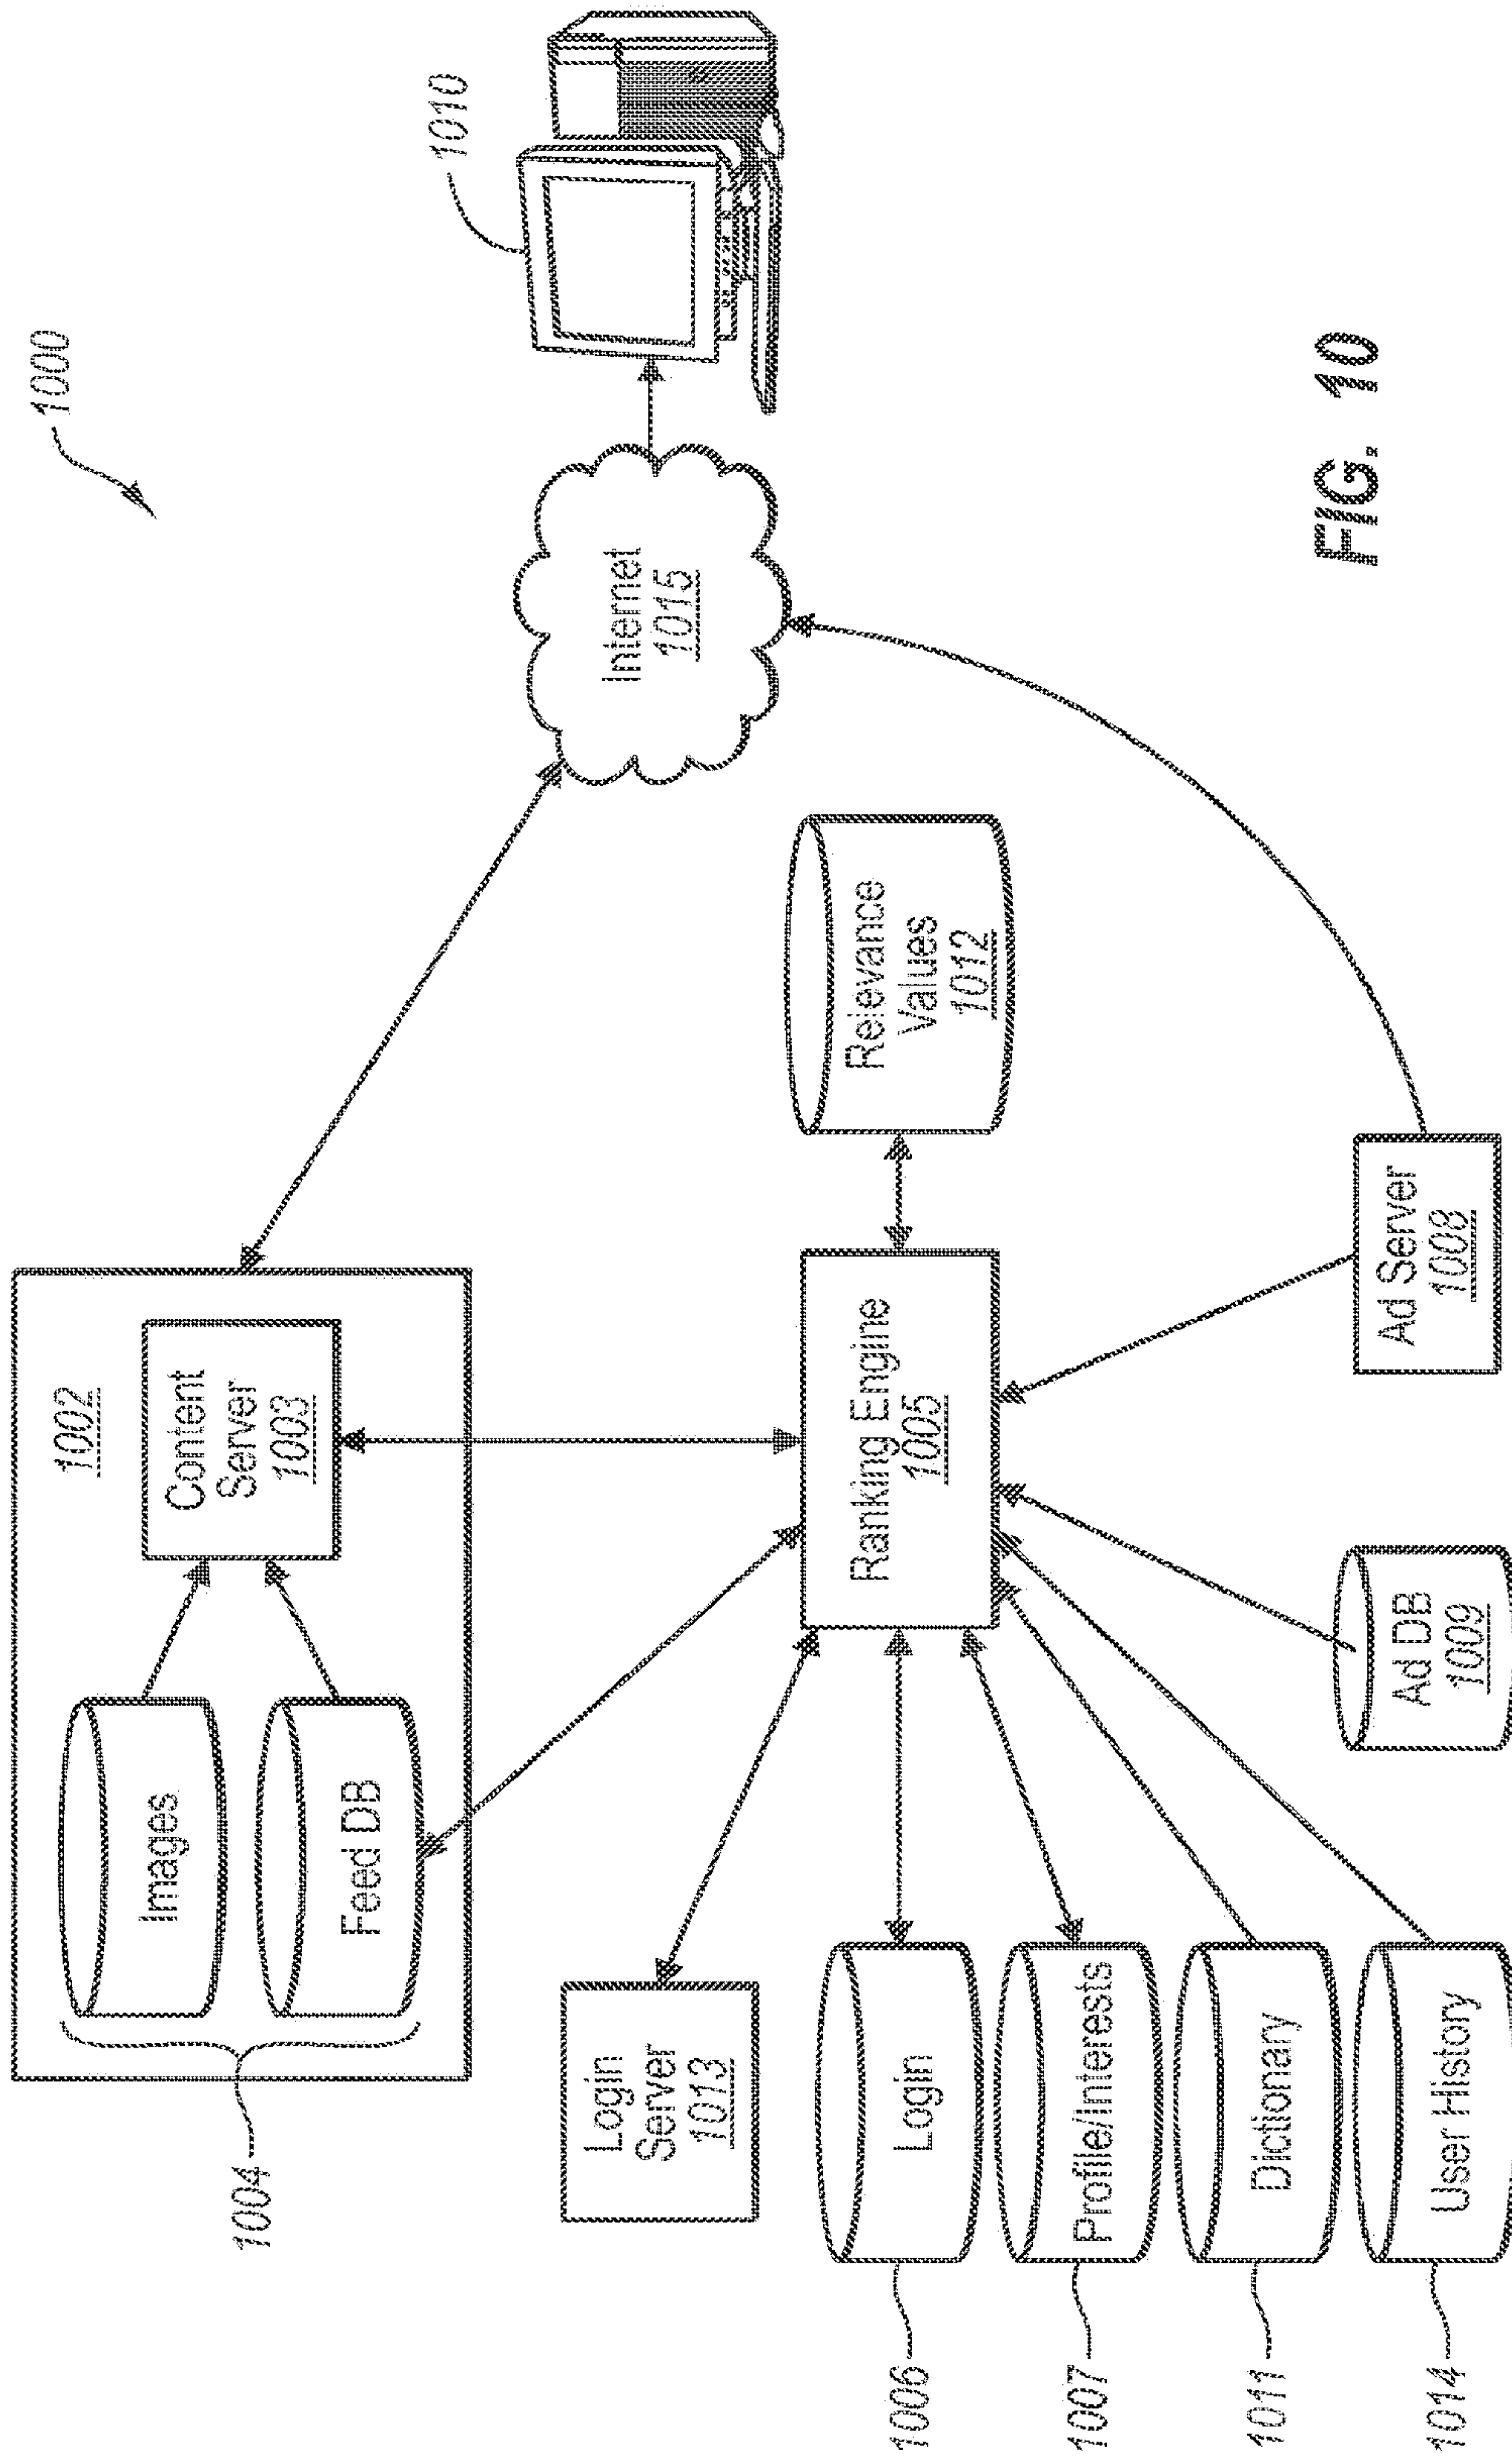 1000
1010
1002
Content
Server
1003
Images
Feed DB
1004
Internet
1015
Login
Server
1013
Ranking Engine
1005
Relevance
Values
1012
1006
Login
1007
Profile/Interests
1011
Dictionary
1014
User History
Ad DB
1009
Ad Server
1008
FIG. 10